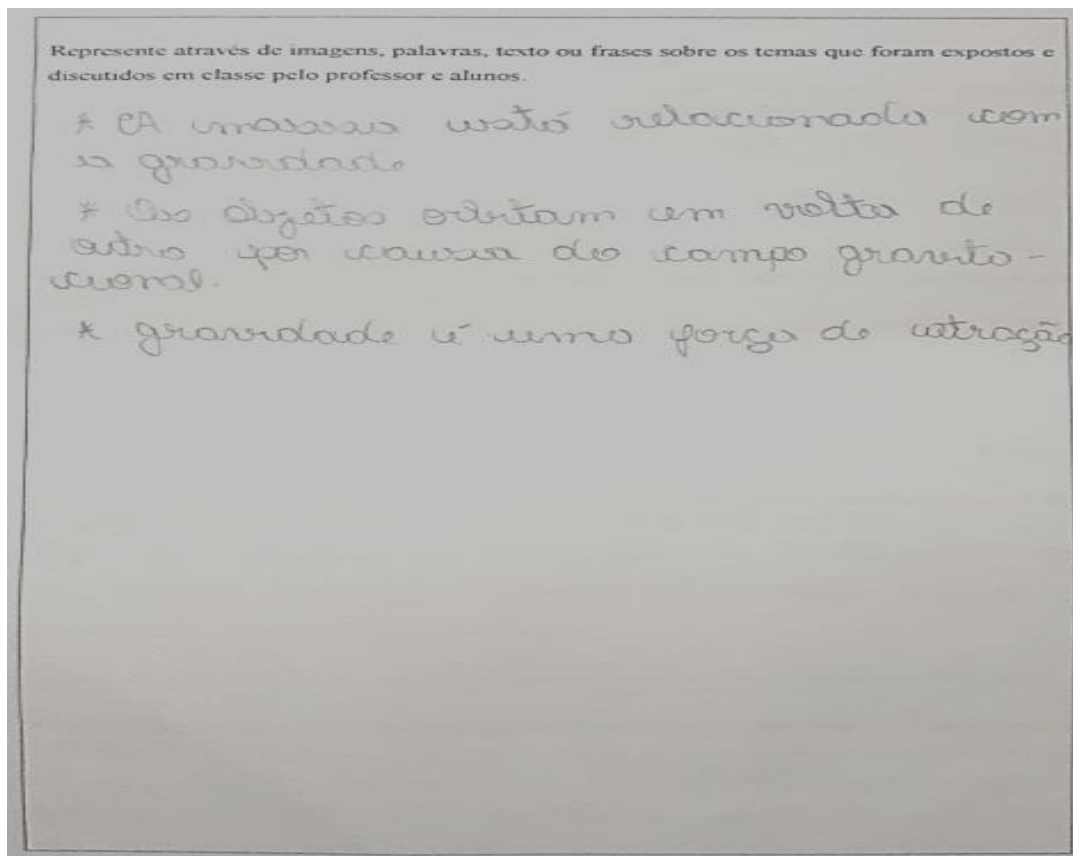 Represente através de imagens, palavras, texto ou frases sobre os temas que foram expostos e
discutidos em classe pelo professor e alunos.
* A massa está relacionada com
a gravidade
* Os objetos orbitam em volta de
outro por causa do campo gravita-
cional.
* gravidade é uma força de atração